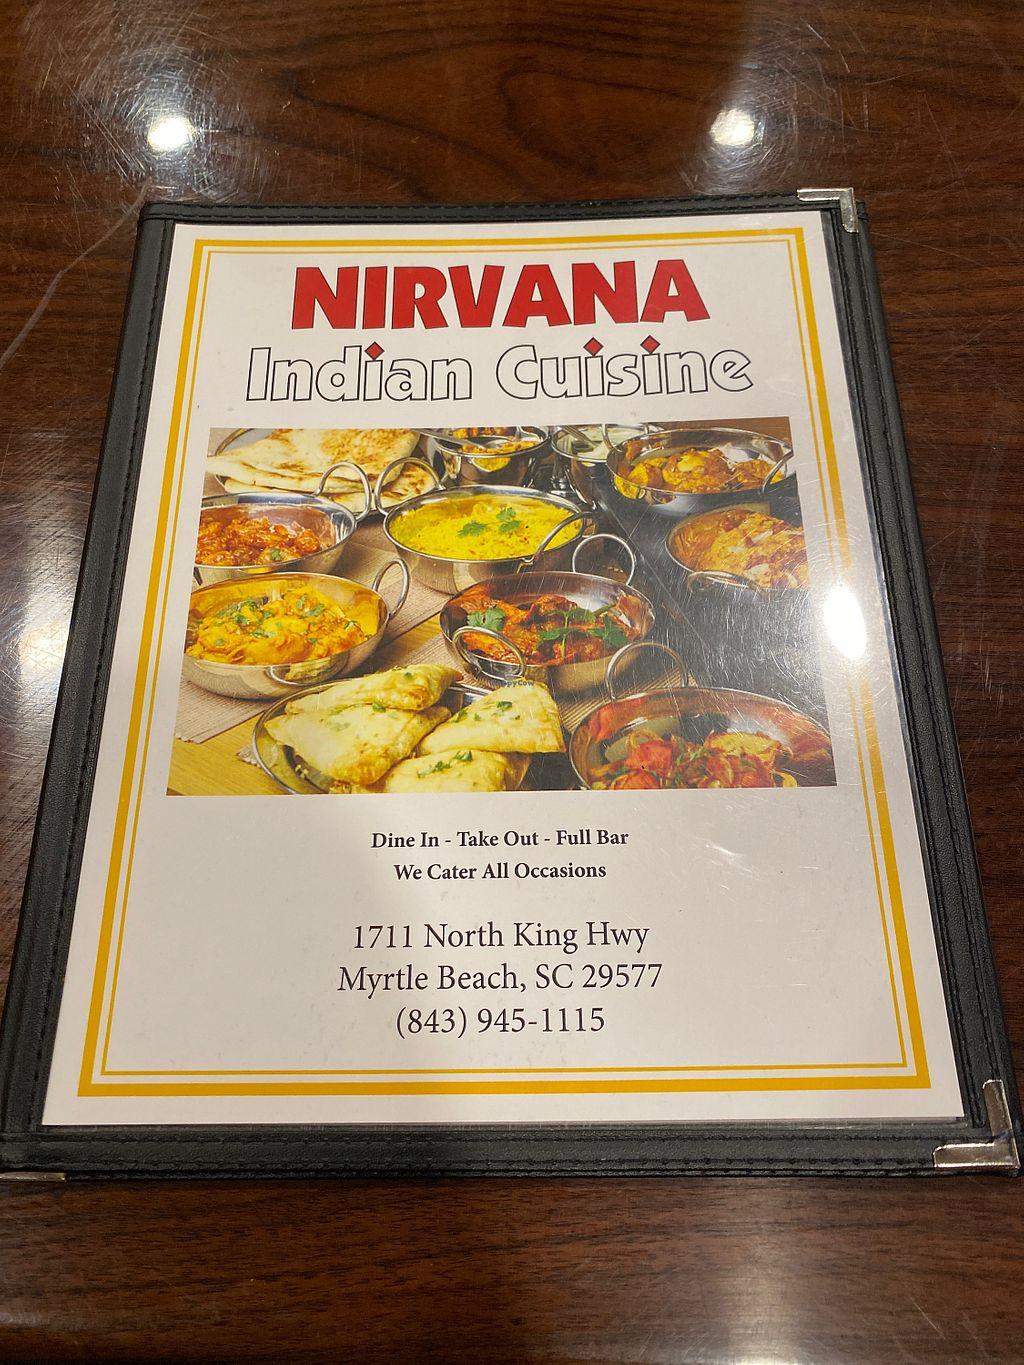 NIRVANA
Indian Cuisine
Dine In - Take Out - Full Bar
We Cater All Occasions
1711 North King Hwy
Myrtle Beach, SC 29577
(843) 945-1115